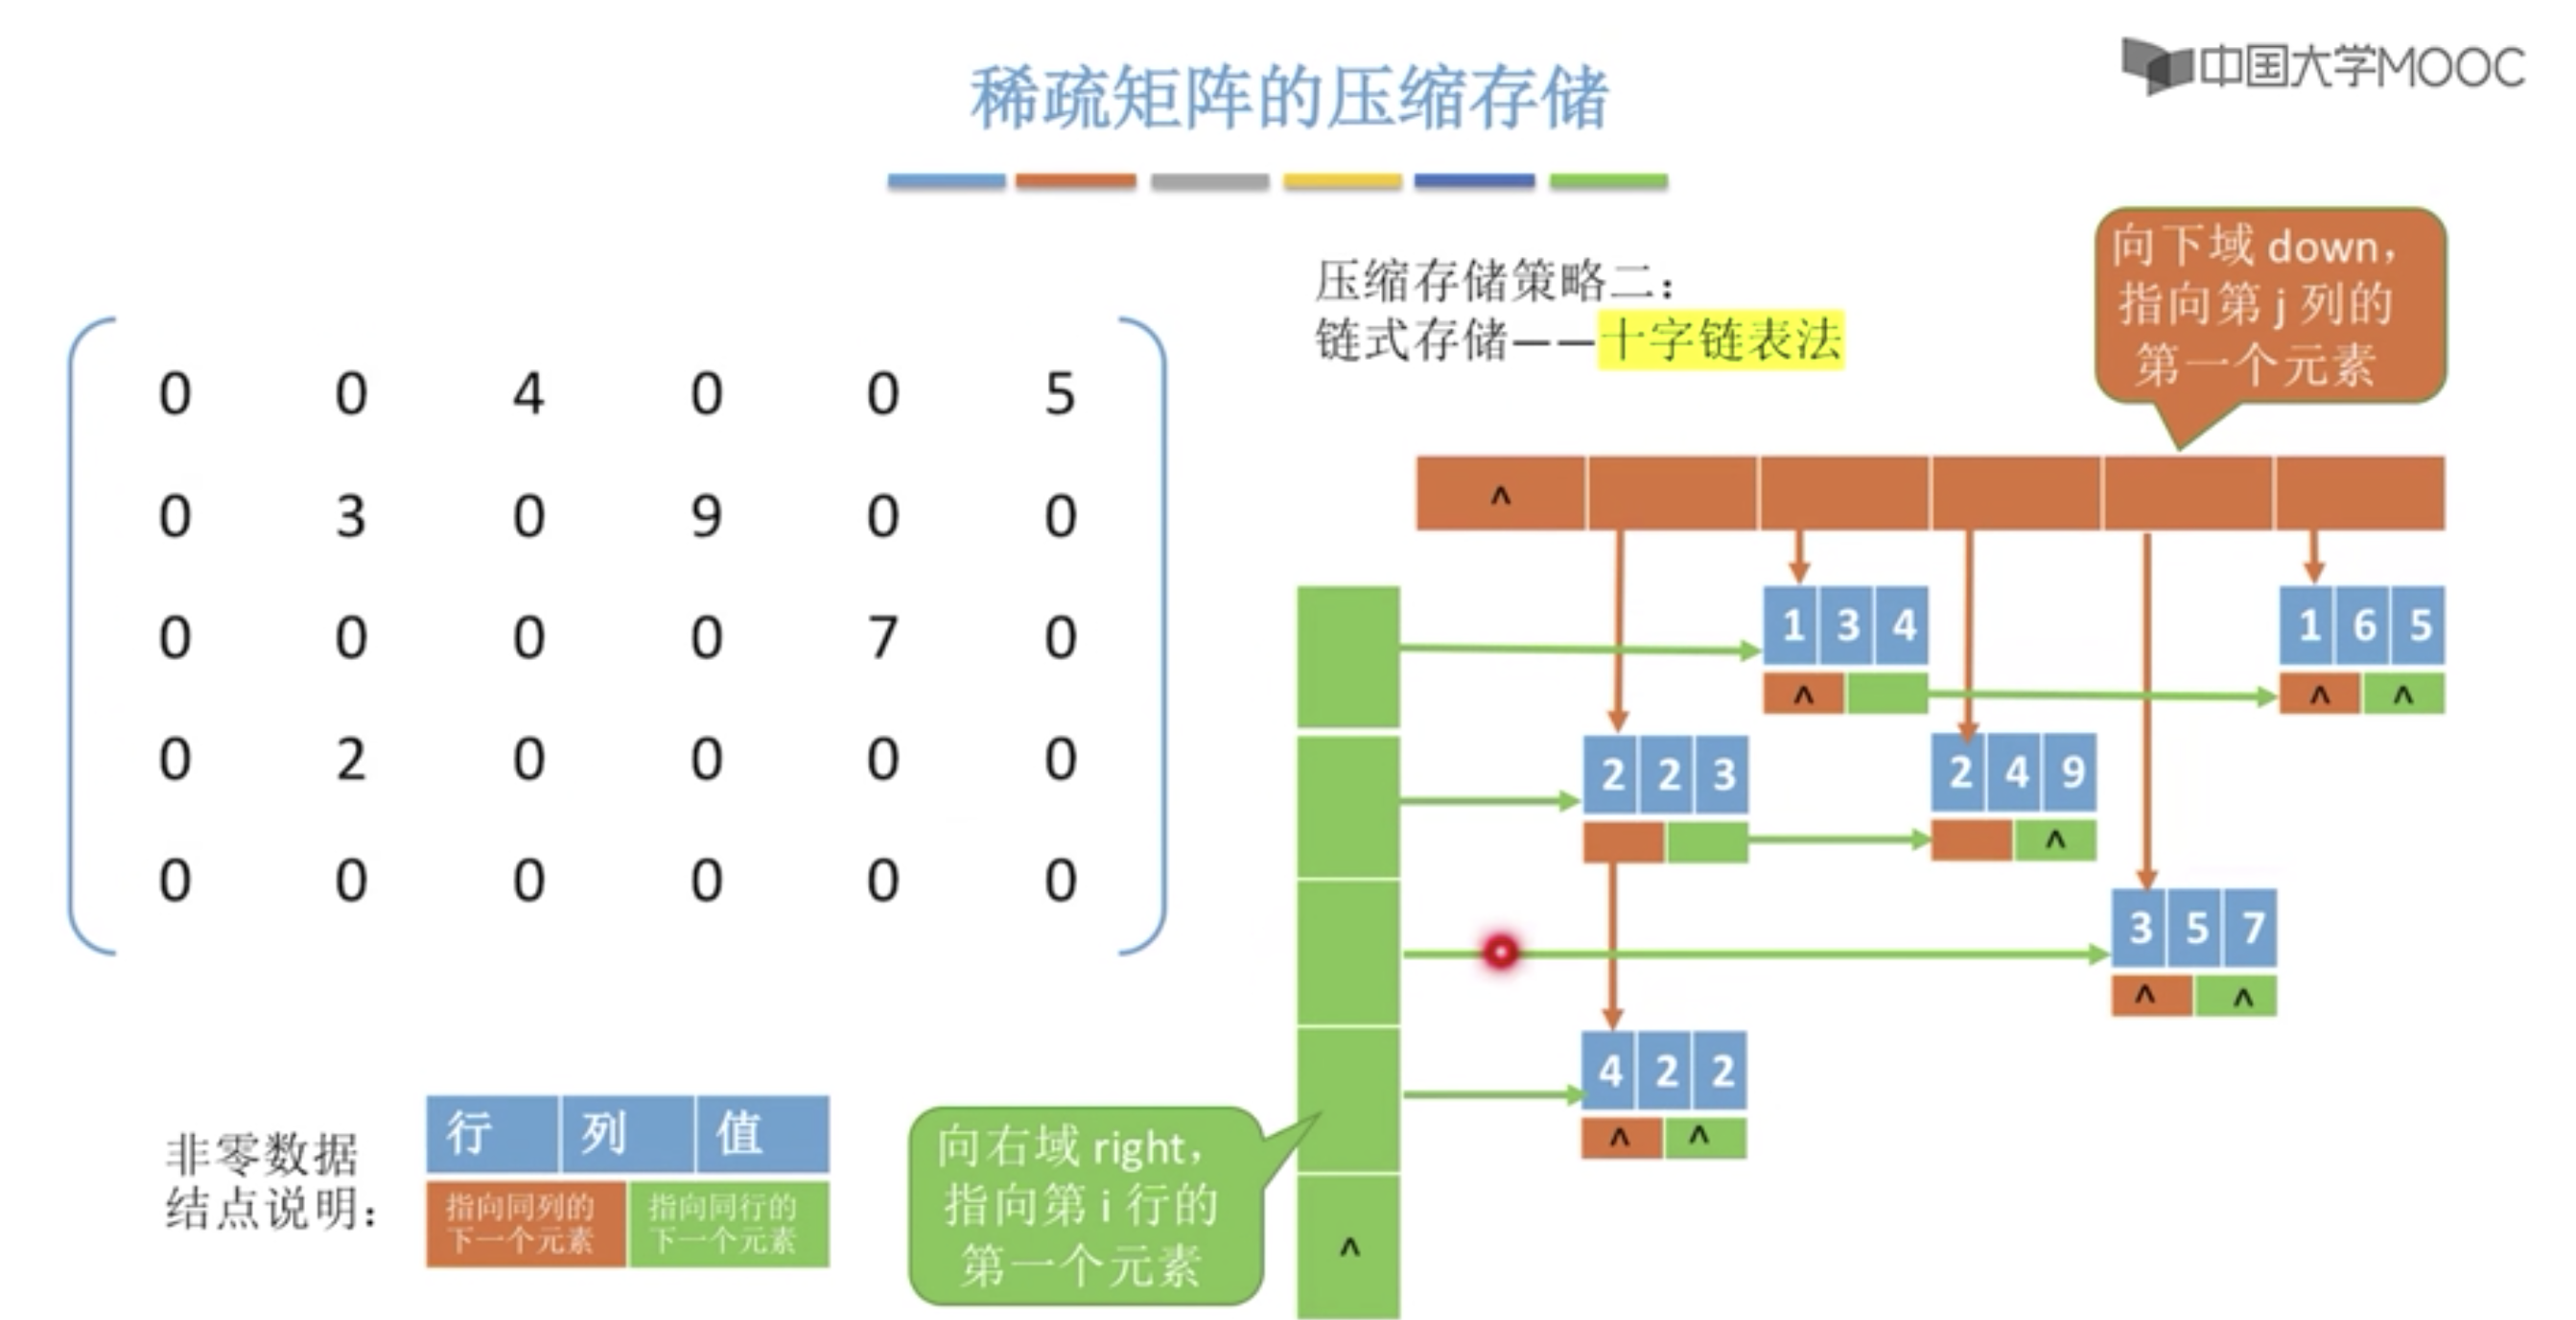 中国大学MOOC
稀疏矩阵的压缩存储
压缩存储策略二：
链式存储——十字链表法
向下域 down，
指向第 j 列的
第一个元素
0 0 4 0 0 5
0 3 0 9 0 0
0 0 0 0 7 0
0 2 0 0 0 0
0 0 0 0 0 0
^
1 3 4
1 6 5
^
^ ^
2 2 3
2 4 9
^
3 5 7
^ ^
4 2 2
^ ^
^
向右域 right，
指向第 i 行的
第一个元素
非零数据
结点说明：
行 列 值
指向同列的
下一个元素
指向同行的
下一个元素